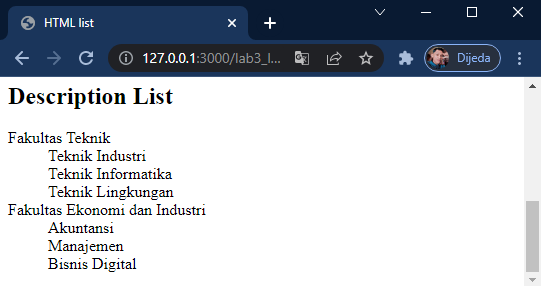 HTML list
127.0.0.1:3000/lab3_l...
Dijeda
Description List
Fakultas Teknik
Teknik Industri
Teknik Informatika
Teknik Lingkungan
Fakultas Ekonomi dan Industri
Akuntansi
Manajemen
Bisnis Digital